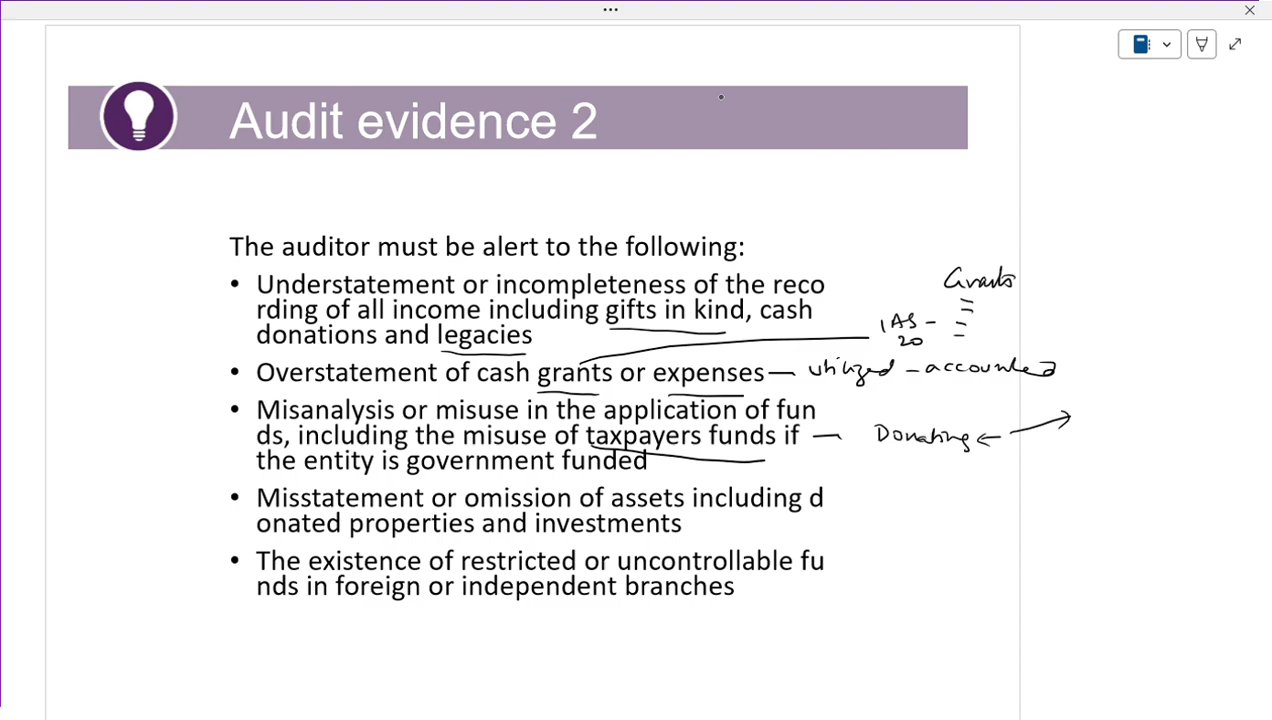 Audit evidence 2
The auditor must be alert to the following:
• Understatement or incompleteness of the reco
rding of all income including gifts in kind, cash
donations and legacies
• Overstatement of cash grants or expenses
• Misanalysis or misuse in the application of fun
ds, including the misuse of taxpayers funds if
the entity is government funded
• Misstatement or omission of assets including d
onated properties and investments
• The existence of restricted or uncontrollable fu
nds in foreign or independent branches
Grants
IAS -
20
— utilized - accounted
— Donating